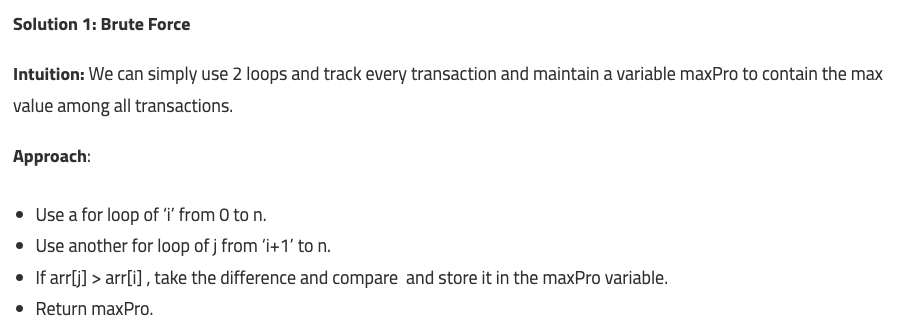 Solution 1: Brute Force
Intuition: We can simply use 2 loops and track every transaction and maintain a variable maxPro to contain the max
value among all transactions.
Approach:
• Use a for loop of ‘i’ from 0 to n.
• Use another for loop of j from ‘i+1’ to n.
• If arr[j] > arr[i] , take the difference and compare  and store it in the maxPro variable.
• Return maxPro.